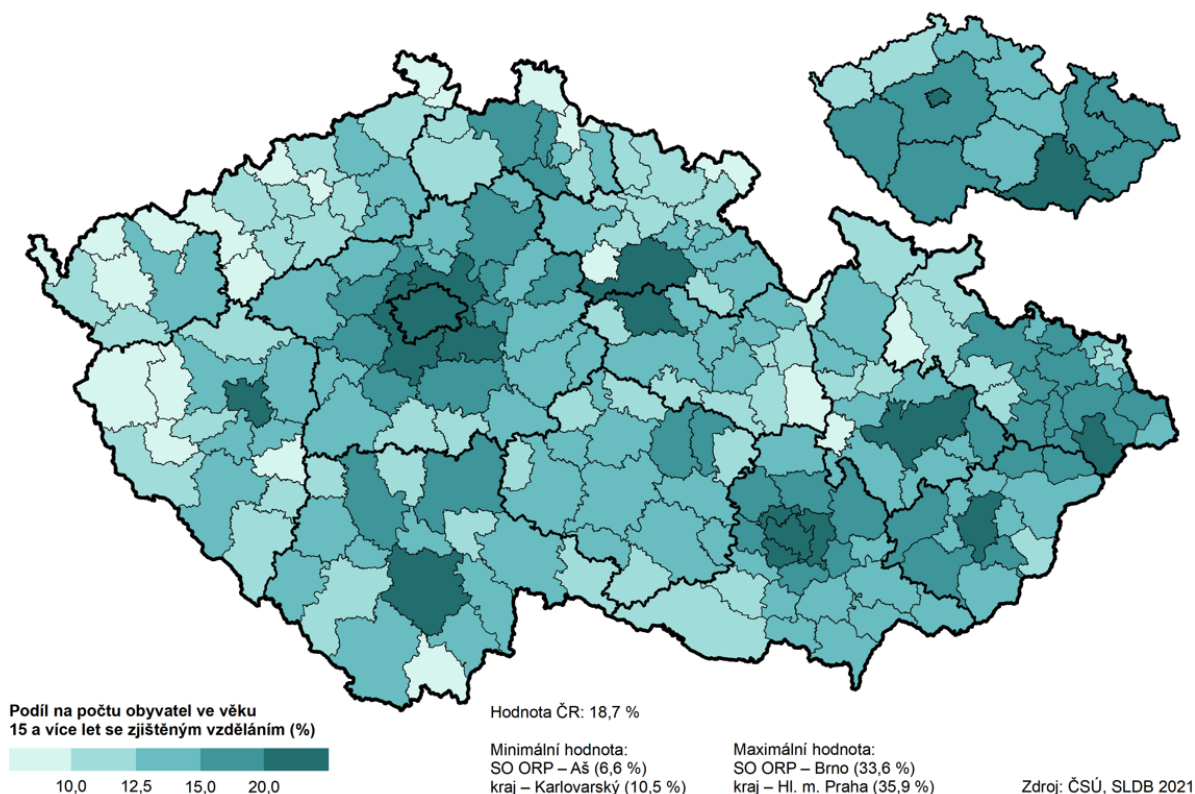 Podíl na počtu obyvatel ve věku
15 a více let se zjištěným vzděláním (%)
10,0 12,5 15,0 20,0
Hodnota ČR: 18,7 %
Minimální hodnota:
SO ORP – Aš (6,6 %)
kraj – Karlovarský (10,5 %)
Maximální hodnota:
SO ORP – Brno (33,6 %)
kraj – Hl. m. Praha (35,9 %)
Zdroj: ČSÚ, SLDB 2021